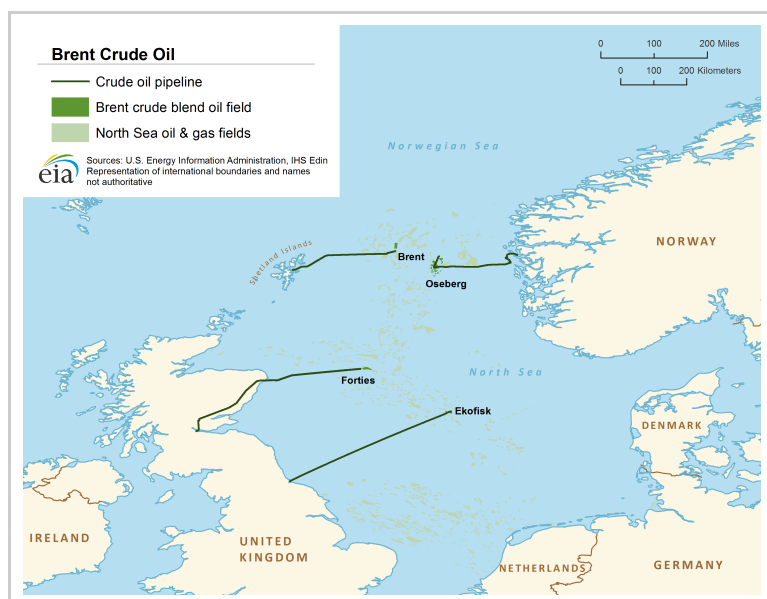 Brent Crude Oil
Crude oil pipeline
Brent crude blend oil field
North Sea oil & gas fields
eia
Sources: U.S. Energy Information Administration, IHS Edin
Representation of international boundaries and names
not authoritative
0 100 200 Miles
0 100 200 Kilometers
Norwegian Sea
NORWAY
Shetland Islands
Brent
Oseberg
North Sea
Forties
Ekofisk
DENMARK
IRELAND
UNITED
KINGDOM
NETHERLANDS
GERMANY